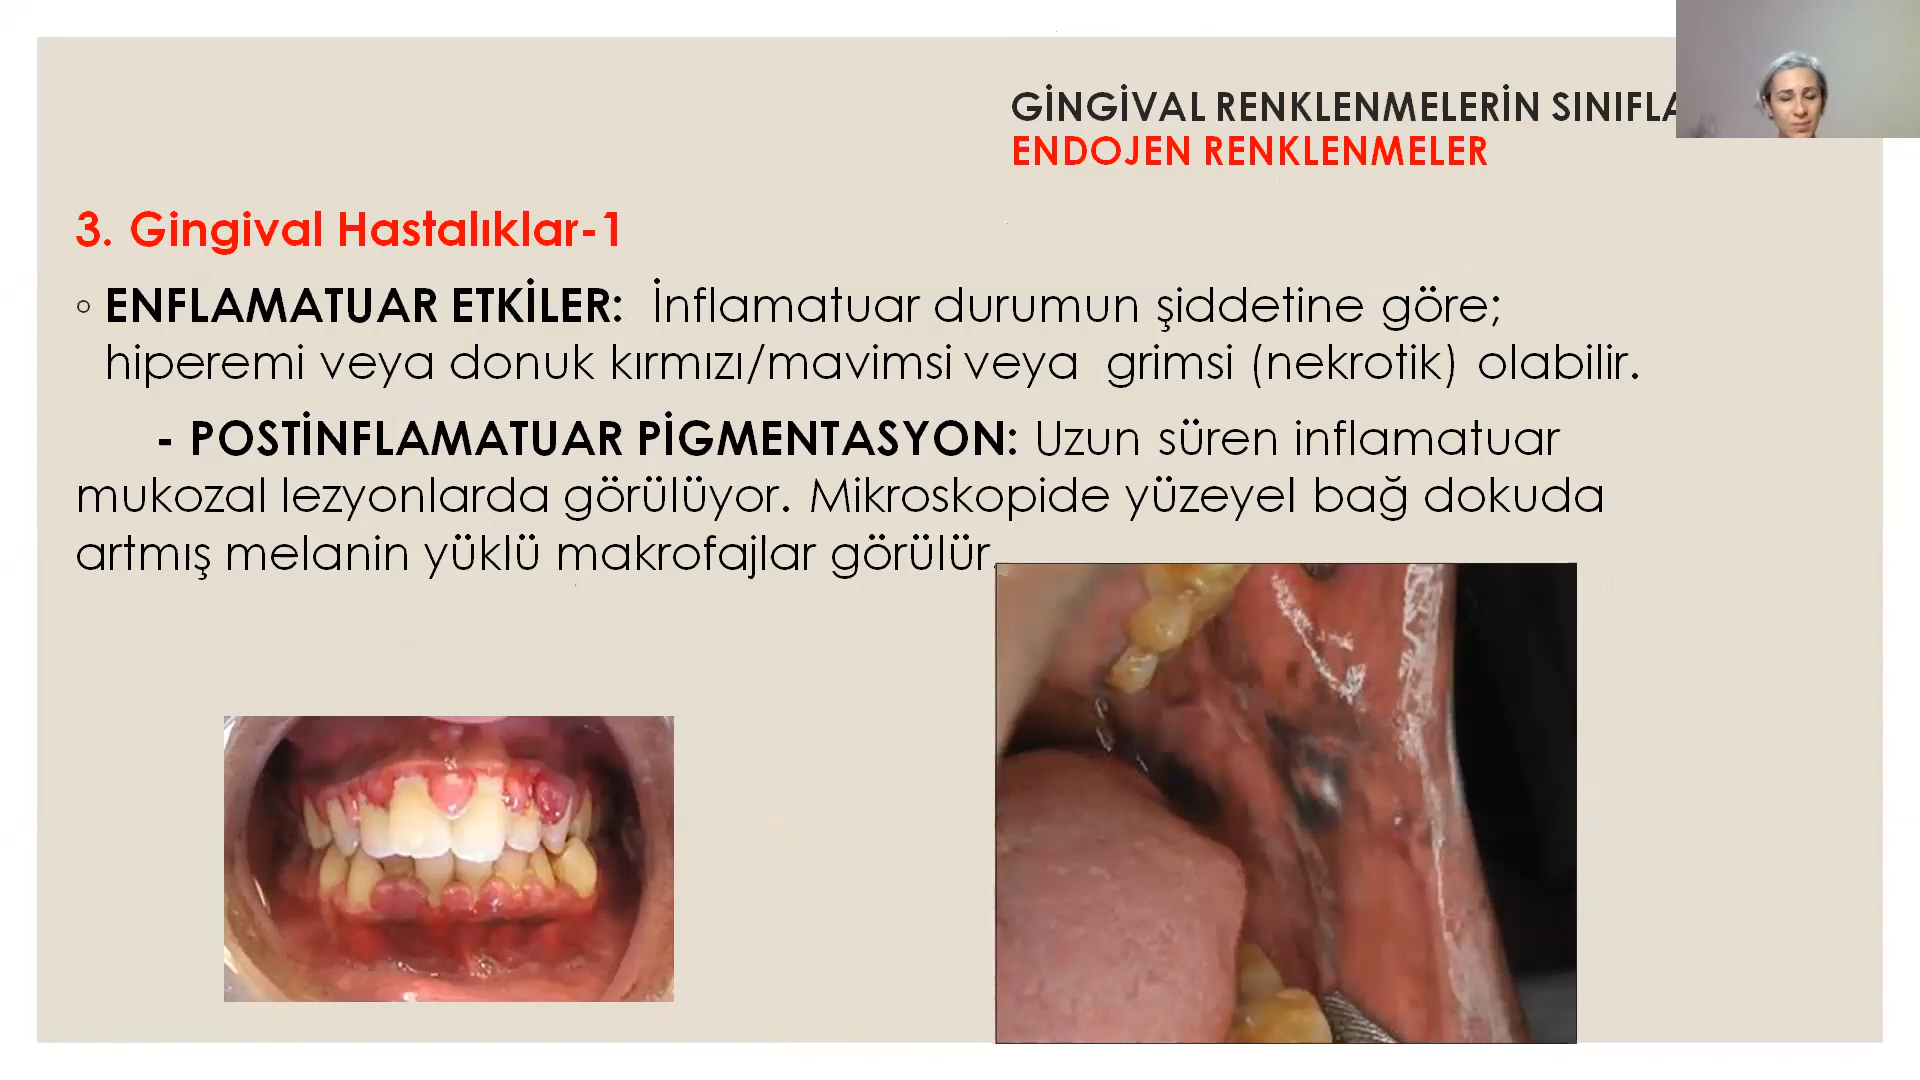 GİNGİVAL RENKLENMELERİN
ENDOJEN RENKLENMELER
3. Gingival Hastalıklar-1
◦ ENFLAMATUAR ETKİLER: İnflamatuar durumun şiddetine göre;
hiperemi veya donuk kırmızı/mavimsi veya grimsi (nekrotik) olabilir.
- POSTİNFLAMATUAR PİGMENTASYON: Uzun süren inflamatuar
mukozal lezyonlarda görülüyor. Mikroskopide yüzeyel bağ dokuda
artmış melanin yüklü makrofajlar görülür.